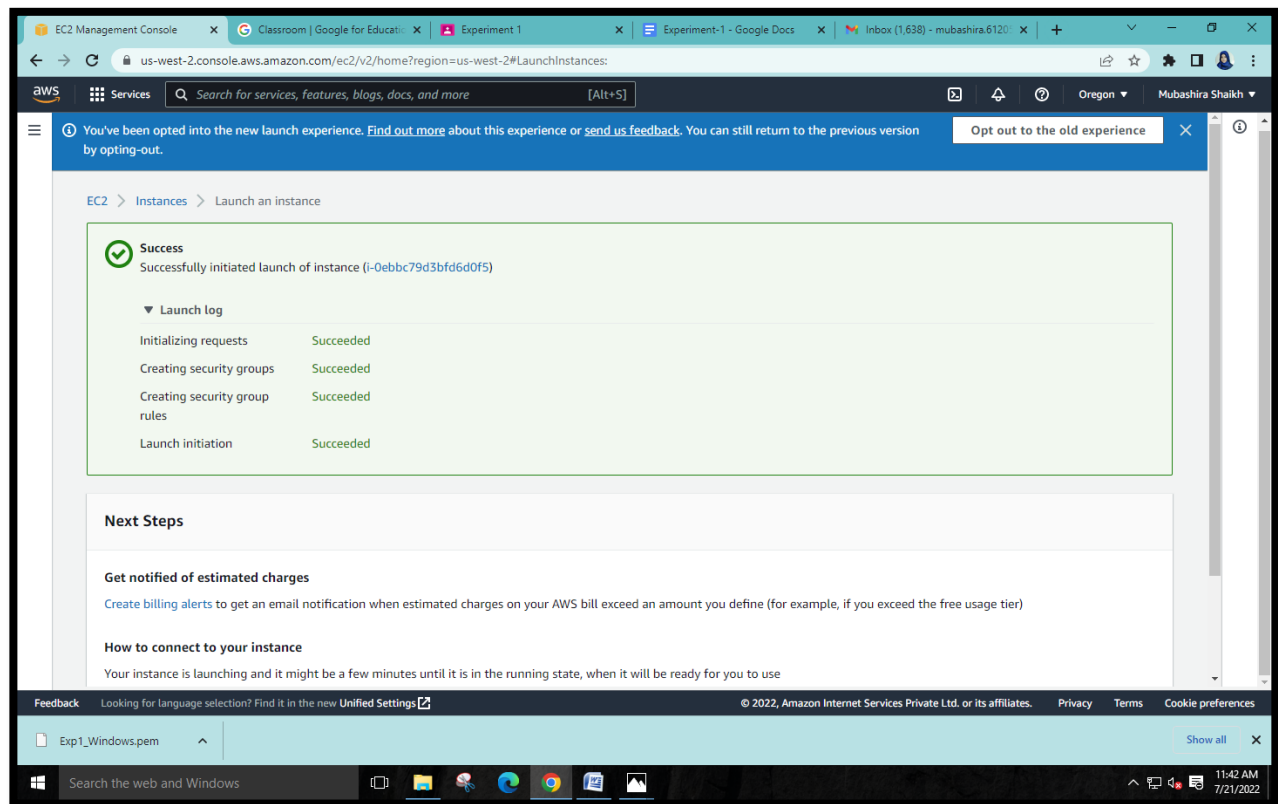 EC2 Management Console
Classroom | Google for Educatio
Experiment 1
Experiment-1 - Google Docs
Inbox (1,638) - mubashira.61205
us-west-2.console.aws.amazon.com/ec2/v2/home?region=us-west-2#LaunchInstances:
aws
Services
Search for services, features, blogs, docs, and more
[Alt+S]
Oregon
Mubashira Shaikh
You've been opted into the new launch experience. Find out more about this experience or send us feedback. You can still return to the previous version
by opting-out.
Opt out to the old experience
EC2 > Instances > Launch an instance
Success
Successfully initiated launch of instance (i-0ebbc79d3bfd6d0f5)
Launch log
Initializing requests Succeeded
Creating security groups Succeeded
Creating security group Succeeded
rules
Launch initiation Succeeded
Next Steps
Get notified of estimated charges
Create billing alerts to get an email notification when estimated charges on your AWS bill exceed an amount you define (for example, if you exceed the free usage tier)
How to connect to your instance
Your instance is launching and it might be a few minutes until it is in the running state, when it will be ready for you to use
Feedback Looking for language selection? Find it in the new Unified Settings
© 2022, Amazon Internet Services Private Ltd. or its affiliates. Privacy Terms Cookie preferences
Exp1_Windows.pem
Show all
Search the web and Windows
11:42 AM
7/21/2022